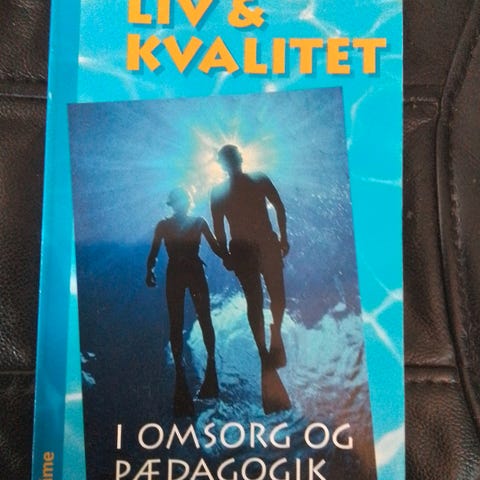 LIV &
KVALITET
I OMSORG OG
PÆDAGOGIK